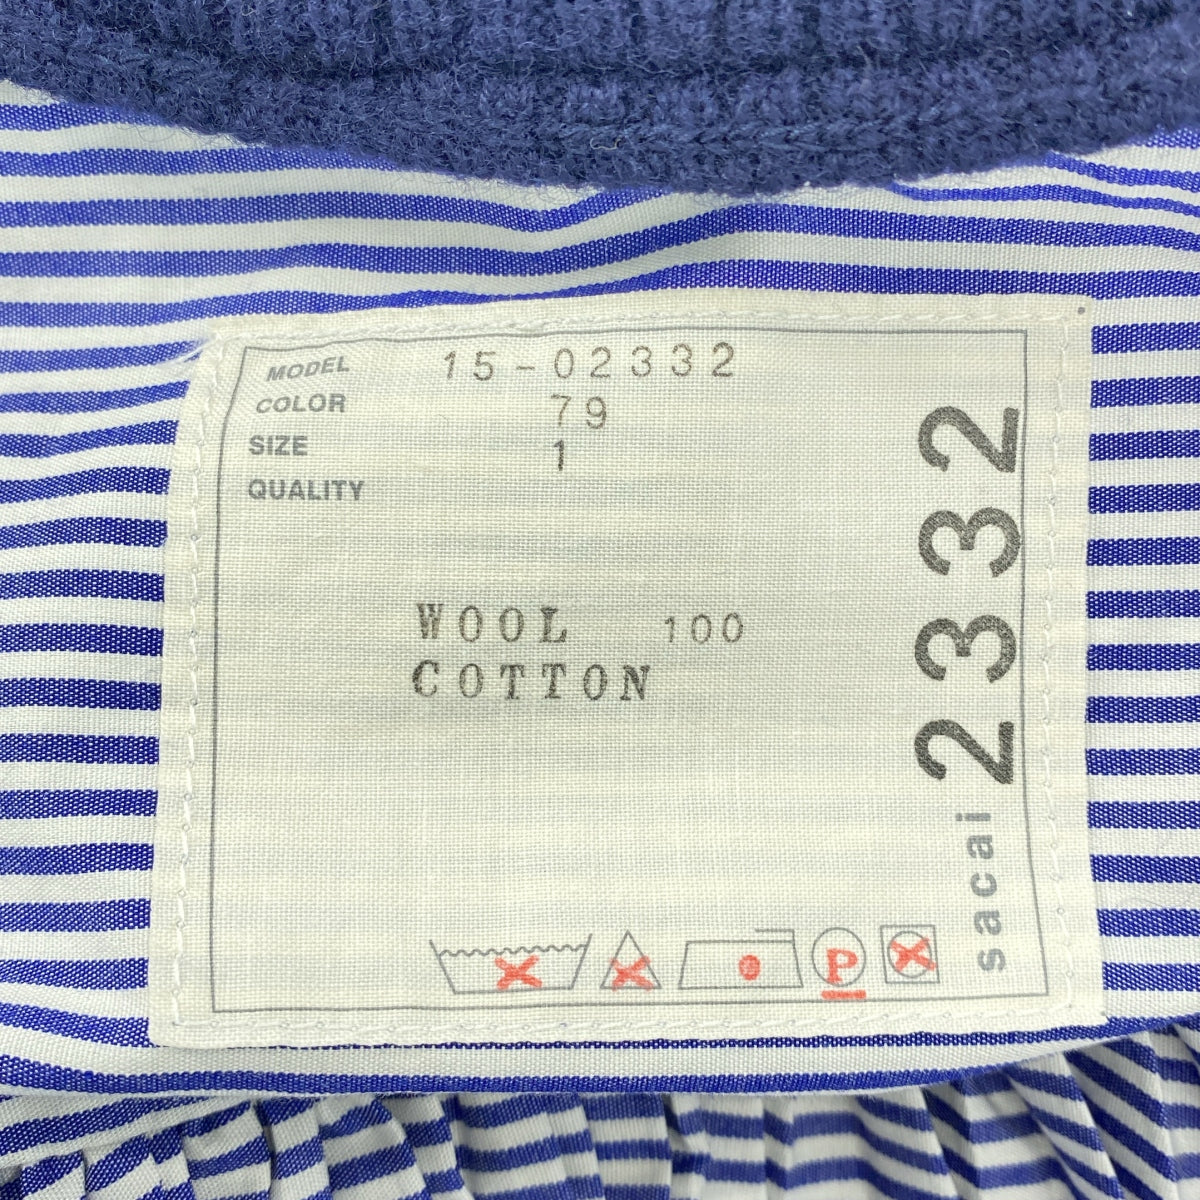 MODEL 15-02332
COLOR 79
SIZE 1
QUALITY
WOOL 100
COTTON
P
sacai 2332